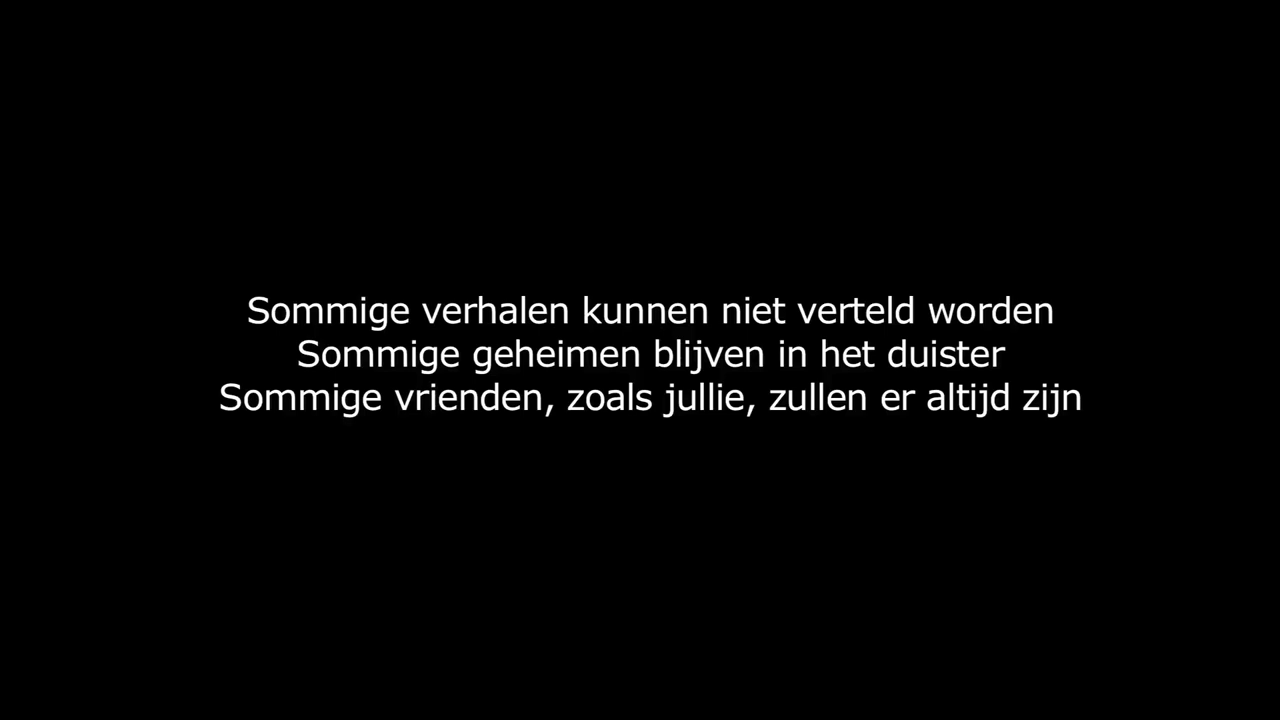 Sommige verhalen kunnen niet verteld worden
Sommige geheimen blijven in het duister
Sommige vrienden, zoals jullie, zullen er altijd zijn